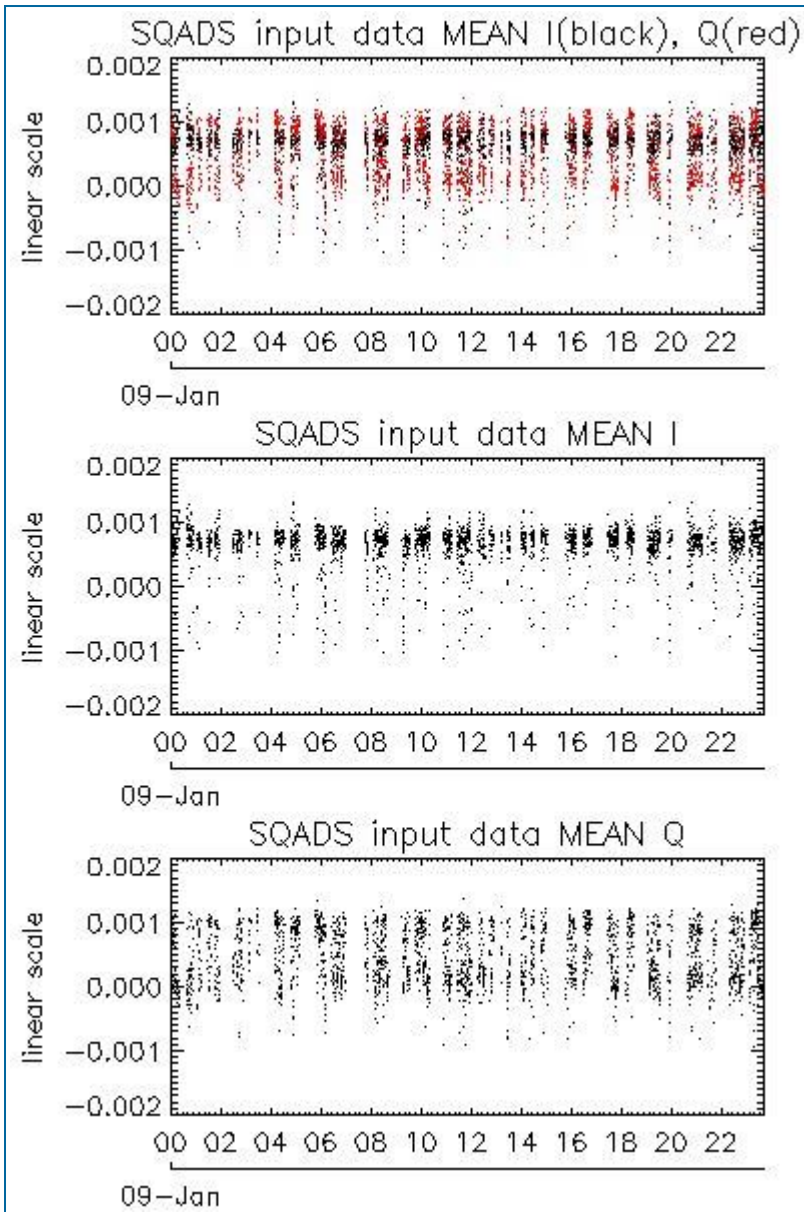 SQADS input data MEAN I(black), Q(red)
0.002
0.001
0.000
-0.001
-0.002
linear scale
00 02 04 06 08 10 12 14 16 18 20 22
09-Jan
SQADS input data MEAN I
0.002
0.001
0.000
-0.001
-0.002
linear scale
00 02 04 06 08 10 12 14 16 18 20 22
09-Jan
SQADS input data MEAN Q
0.002
0.001
0.000
-0.001
-0.002
linear scale
00 02 04 06 08 10 12 14 16 18 20 22
09-Jan